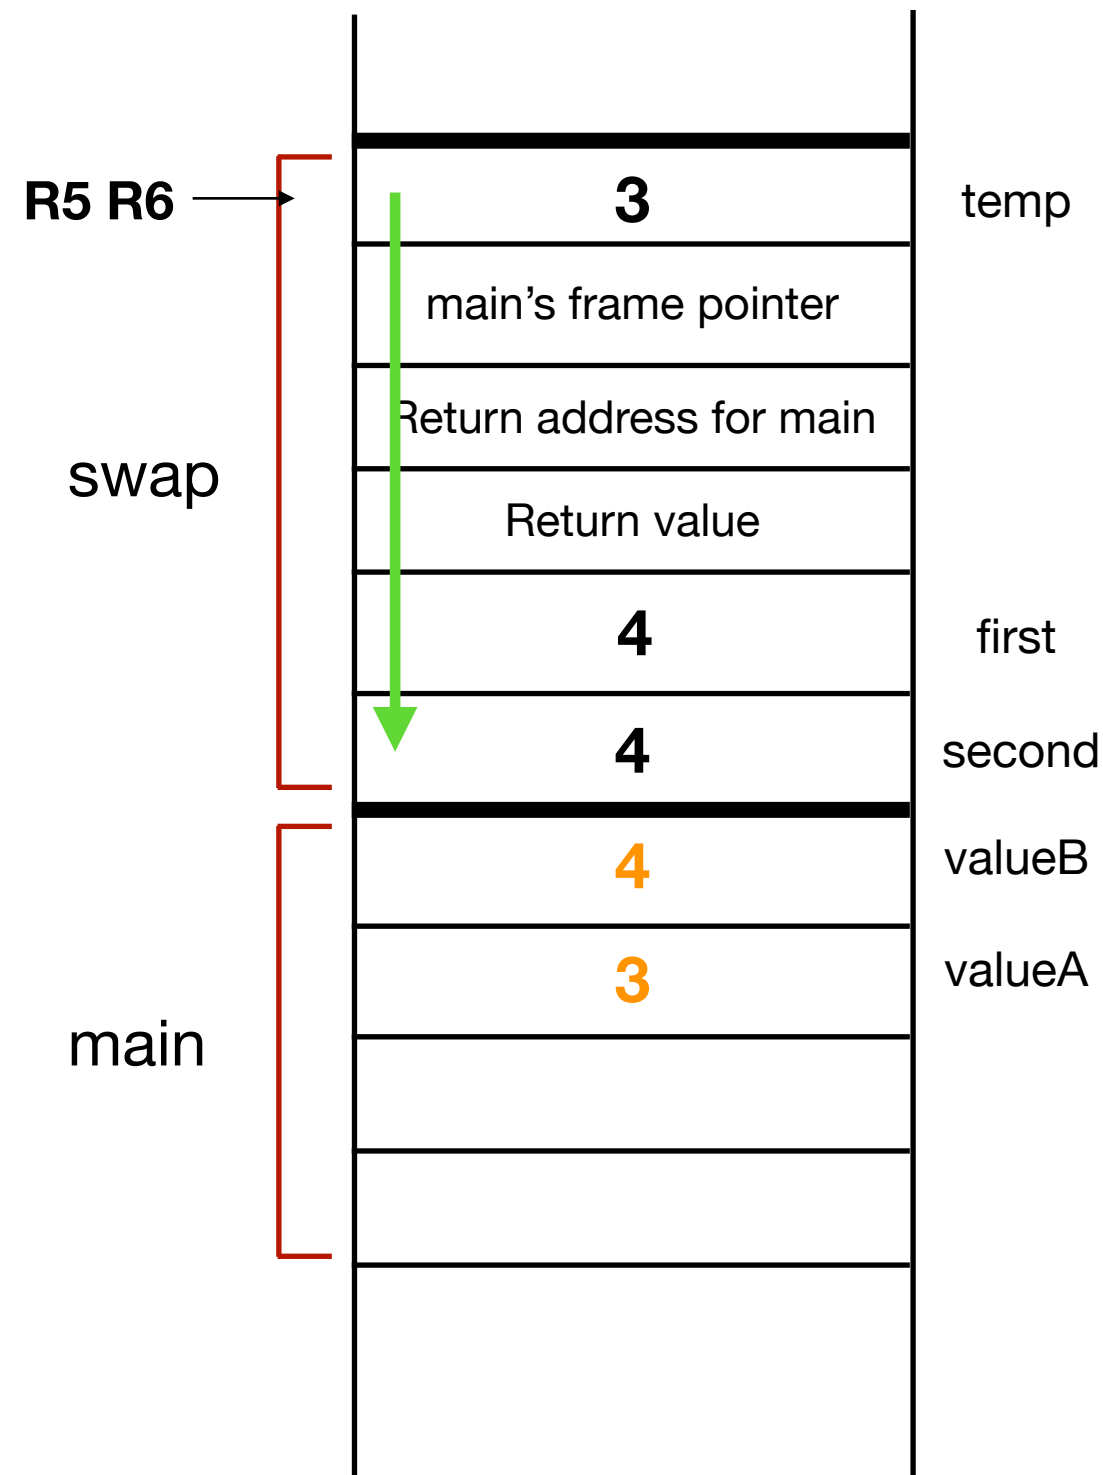 R5 R6
3
temp
main’s frame pointer
Return address for main
swap
Return value
4
first
4
second
4
valueB
3
valueA
main